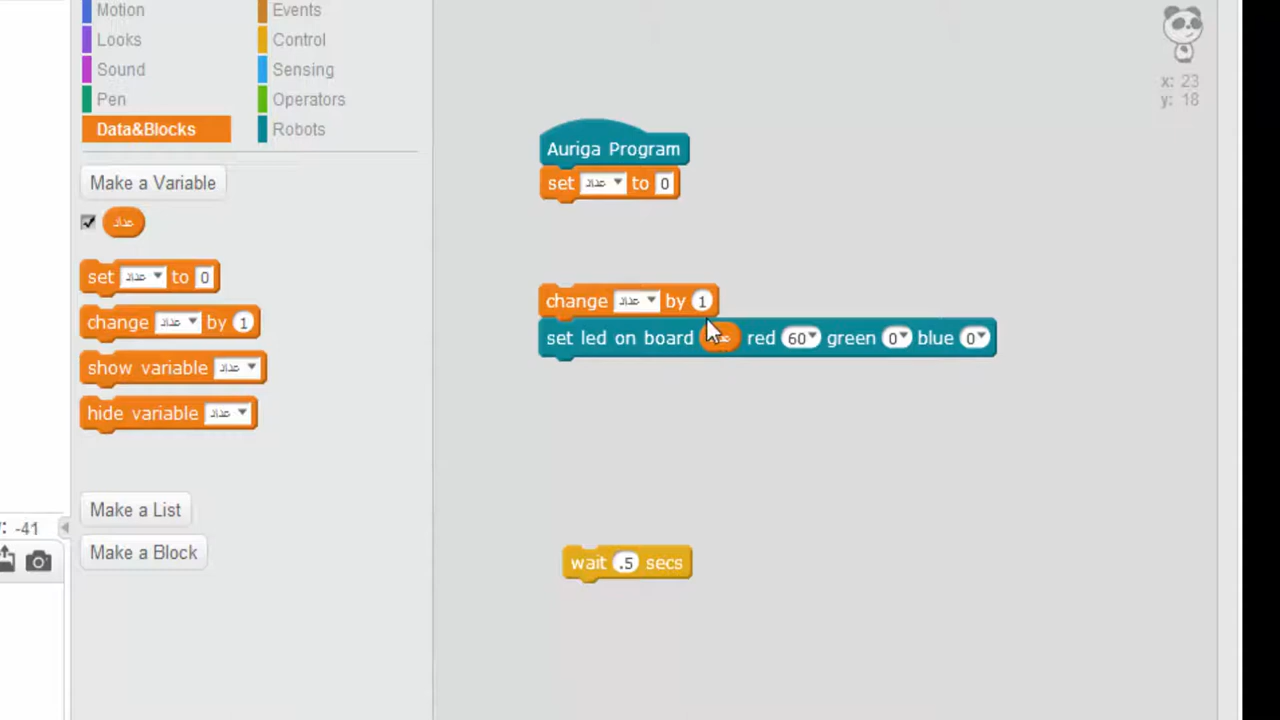 Motion
Events
Looks
Control
Sound
Sensing
Pen
Operators
Data&Blocks
Robots
Make a Variable
عداد
set عداد to 0
change عداد by 1
show variable عداد
hide variable عداد
Make a List
Make a Block
-41
x: 23
y: 18
Auriga Program
set عداد to 0
change عداد by 1
set led on board red 60 green 0 blue 0
wait .5 secs